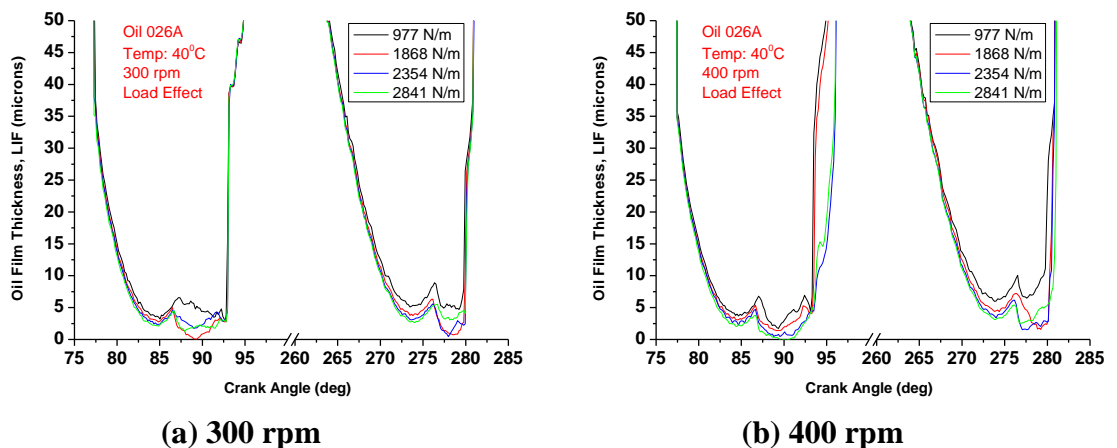 Oil 026A
Temp: 40⁰C
300 rpm
Load Effect
977 N/m
1868 N/m
2354 N/m
2841 N/m
Oil Film Thickness, LIF (microns)
50
45
40
35
30
25
20
15
10
5
0
75 80 85 90 95 260 265 270 275 280 285
Crank Angle (deg)
(a) 300 rpm
Oil 026A
Temp: 40⁰C
400 rpm
Load Effect
977 N/m
1868 N/m
2354 N/m
2841 N/m
Oil Film Thickness, LIF (microns)
50
45
40
35
30
25
20
15
10
5
0
75 80 85 90 95 260 265 270 275 280 285
Crank Angle (deg)
(b) 400 rpm